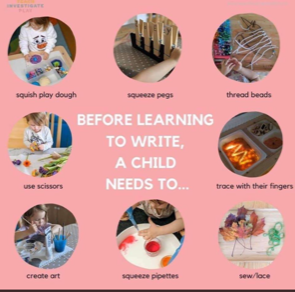 INVESTIGATE
squish play dough
squeeze pegs
thread beads
BEFORE LEARNING
TO WRITE,
A CHILD
NEEDS TO...
use scissors
trace with their fingers
create art
squeeze pipettes
sew/lace